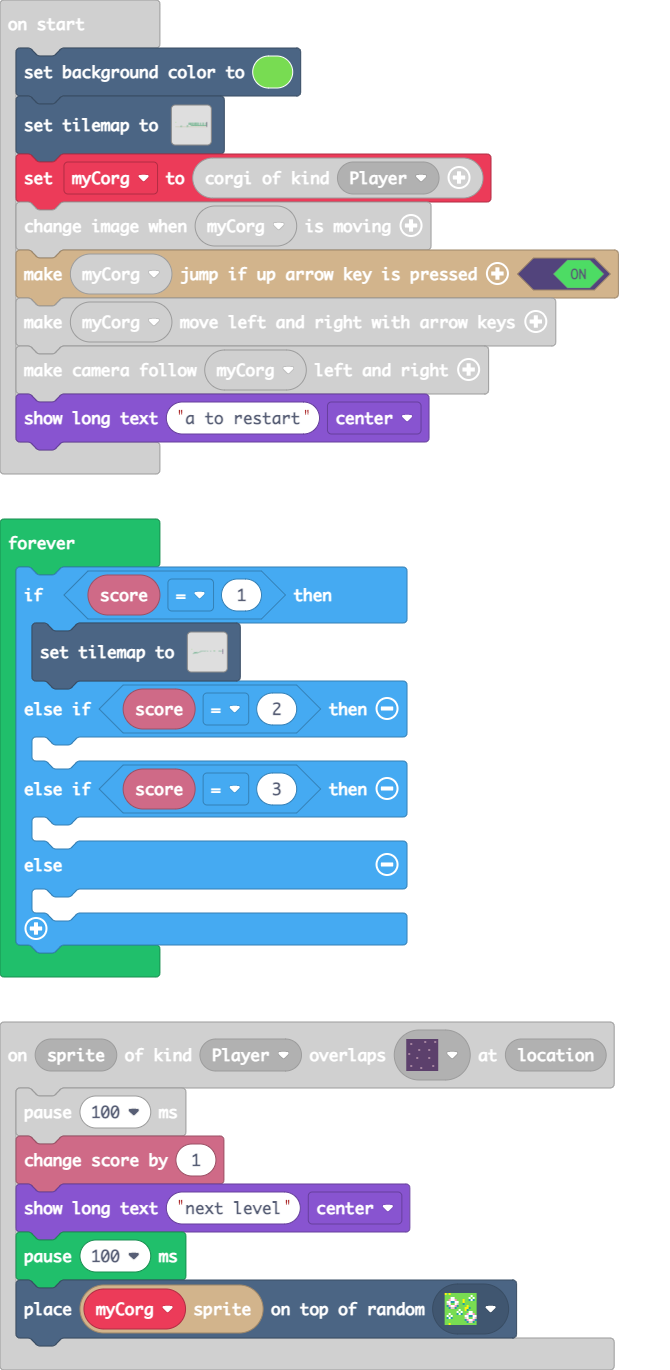 on start
set background color to
set tilemap to
set myCorg to corgi of kind Player
change image when myCorg is moving
make myCorg jump if up arrow key is pressed ON
make myCorg move left and right with arrow keys
make camera follow myCorg left and right
show long text "a to restart" center
forever
if score = 1 then
set tilemap to
else if score = 2 then
else if score = 3 then
else
on sprite of kind Player overlaps at location
pause 100 ms
change score by 1
show long text "next level" center
pause 100 ms
place myCorg sprite on top of random